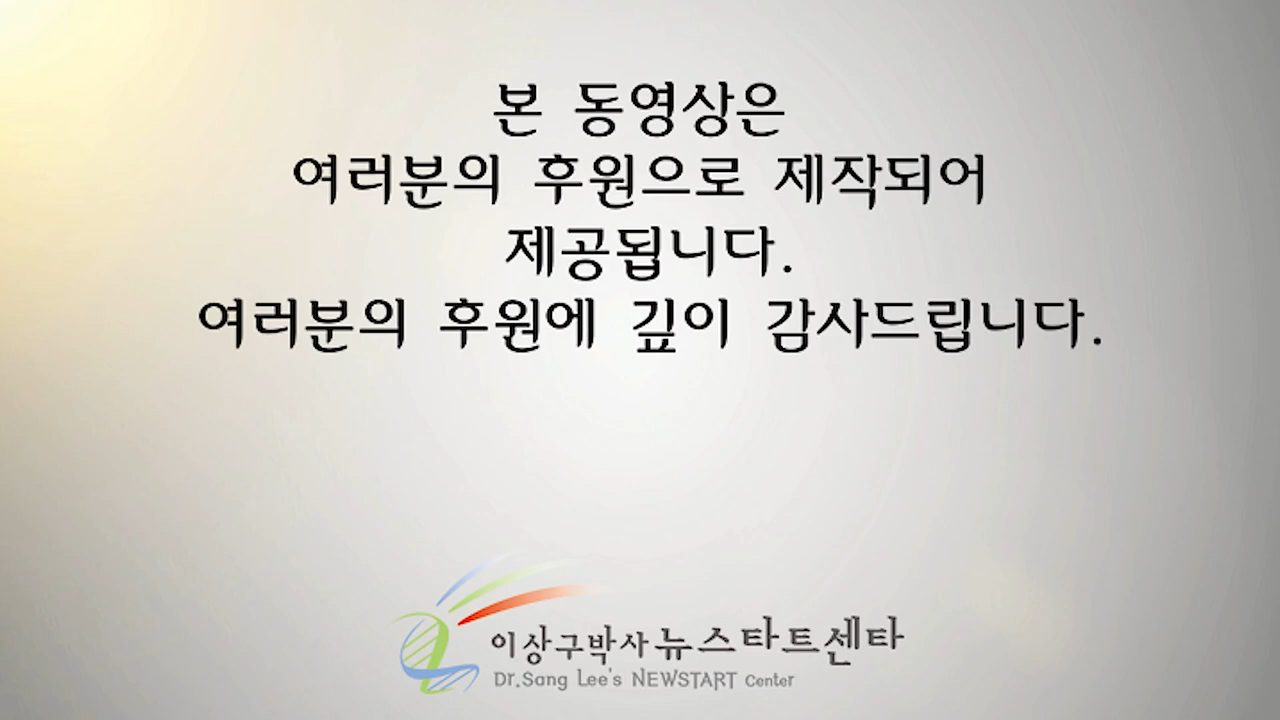 본 동영상은
여러분의 후원으로 제작되어
제공됩니다.
여러분의 후원에 깊이 감사드립니다.
이상구박사뉴스타트센타
Dr.Sang Lee's NEWSTART Center